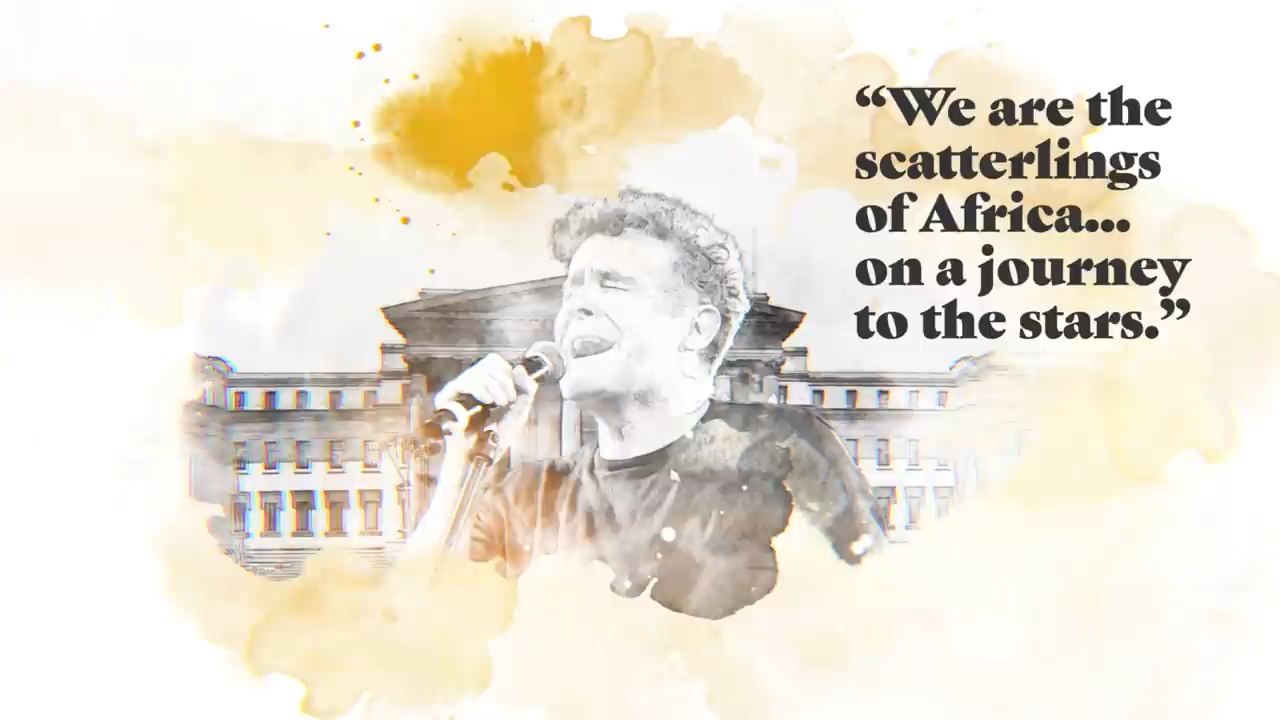 “We are the
scatterlings
of Africa...
on a journey
to the stars.”